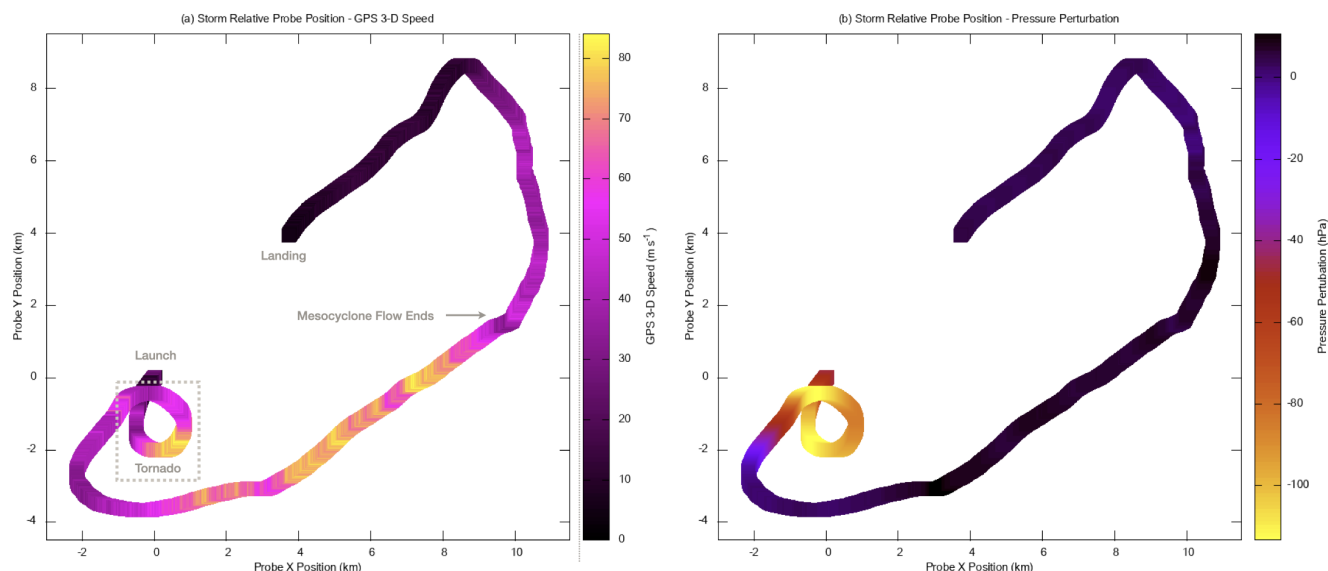 (a) Storm Relative Probe Position - GPS 3-D Speed
8
6
4
2
0
-2
-4
Probe Y Position (km)
-2 0 2 4 6 8 10
Probe X Position (km)
Landing
Mesocyclone Flow Ends
Launch
Tornado
80
70
60
50
40
30
20
10
0
GPS 3-D Speed (m s⁻¹)
(b) Storm Relative Probe Position - Pressure Perturbation
8
6
4
2
0
-2
-4
Probe Y Position (km)
-2 0 2 4 6 8 10
Probe X Position (km)
0
-20
-40
-60
-80
-100
Pressure Pertubation (hPa)